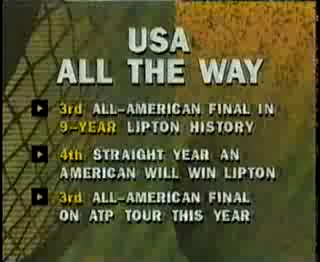 USA
ALL THE WAY
3rd ALL-AMERICAN FINAL IN
9-YEAR LIPTON HISTORY
4th STRAIGHT YEAR AN
AMERICAN WILL WIN LIPTON
3rd ALL-AMERICAN FINAL
ON ATP TOUR THIS YEAR